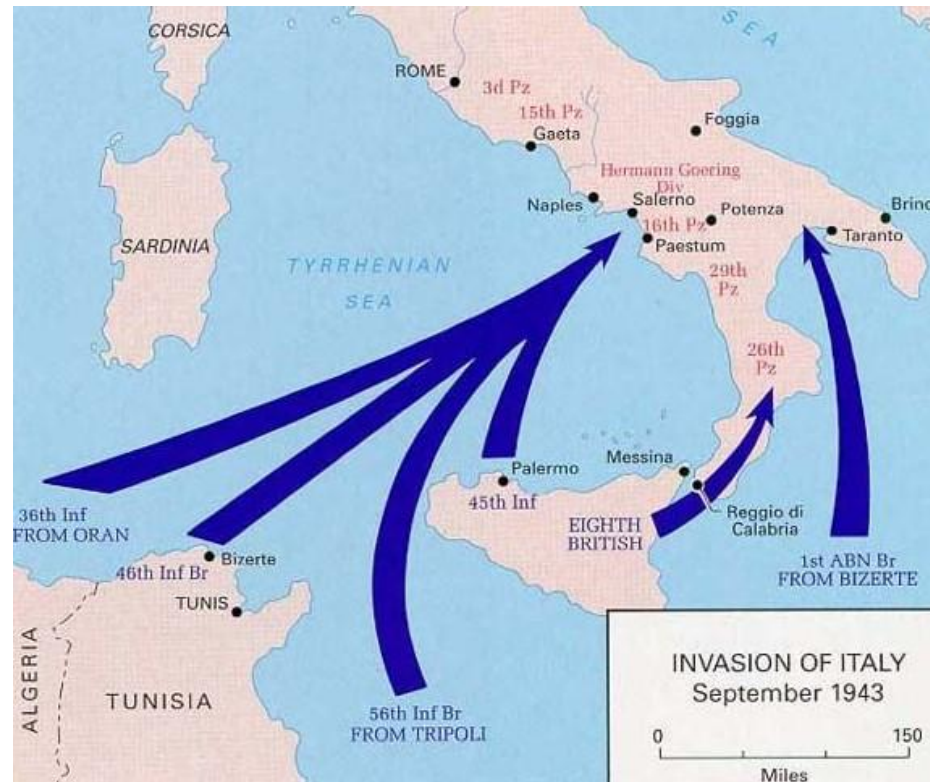 CORSICA
SEA
ROME
3d Pz
15th Pz
Gaeta
Foggia
Hermann Goering
Div
Naples
Salerno
Potenza
Brind
16th Pz
Paestum
Taranto
SARDINIA
TYRRHENIAN
SEA
29th
Pz
26th
Pz
Messina
Palermo
45th Inf
36th Inf
FROM ORAN
EIGHTH
BRITISH
Reggio di
Calabria
46th Inf Br
Bizerte
1st ABN Br
FROM BIZERTE
TUNIS
ALGERIA
TUNISIA
56th Inf Br
FROM TRIPOLI
INVASION OF ITALY
September 1943
0 150
Miles